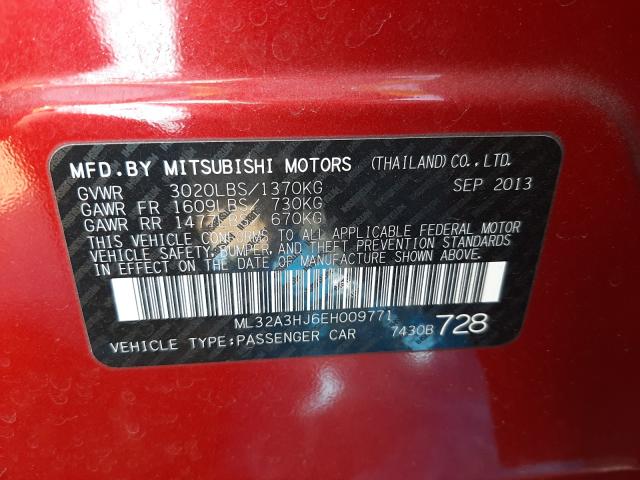 MFD.BY MITSUBISHI MOTORS (THAILAND)CO.,LTD.
GVWR 3020LBS/1370KG SEP 2013
GAWR FR 1609LBS/ 730KG
GAWR RR 1477LBS/ 670KG
THIS VEHICLE CONFORMS TO ALL APPLICABLE FEDERAL MOTOR
VEHICLE SAFETY, BUMPER, AND THEFT PREVENTION STANDARDS
IN EFFECT ON THE DATE OF MANUFACTURE SHOWN ABOVE.
ML32A3HJ6EH009771
VEHICLE TYPE:PASSENGER CAR 7430B 728